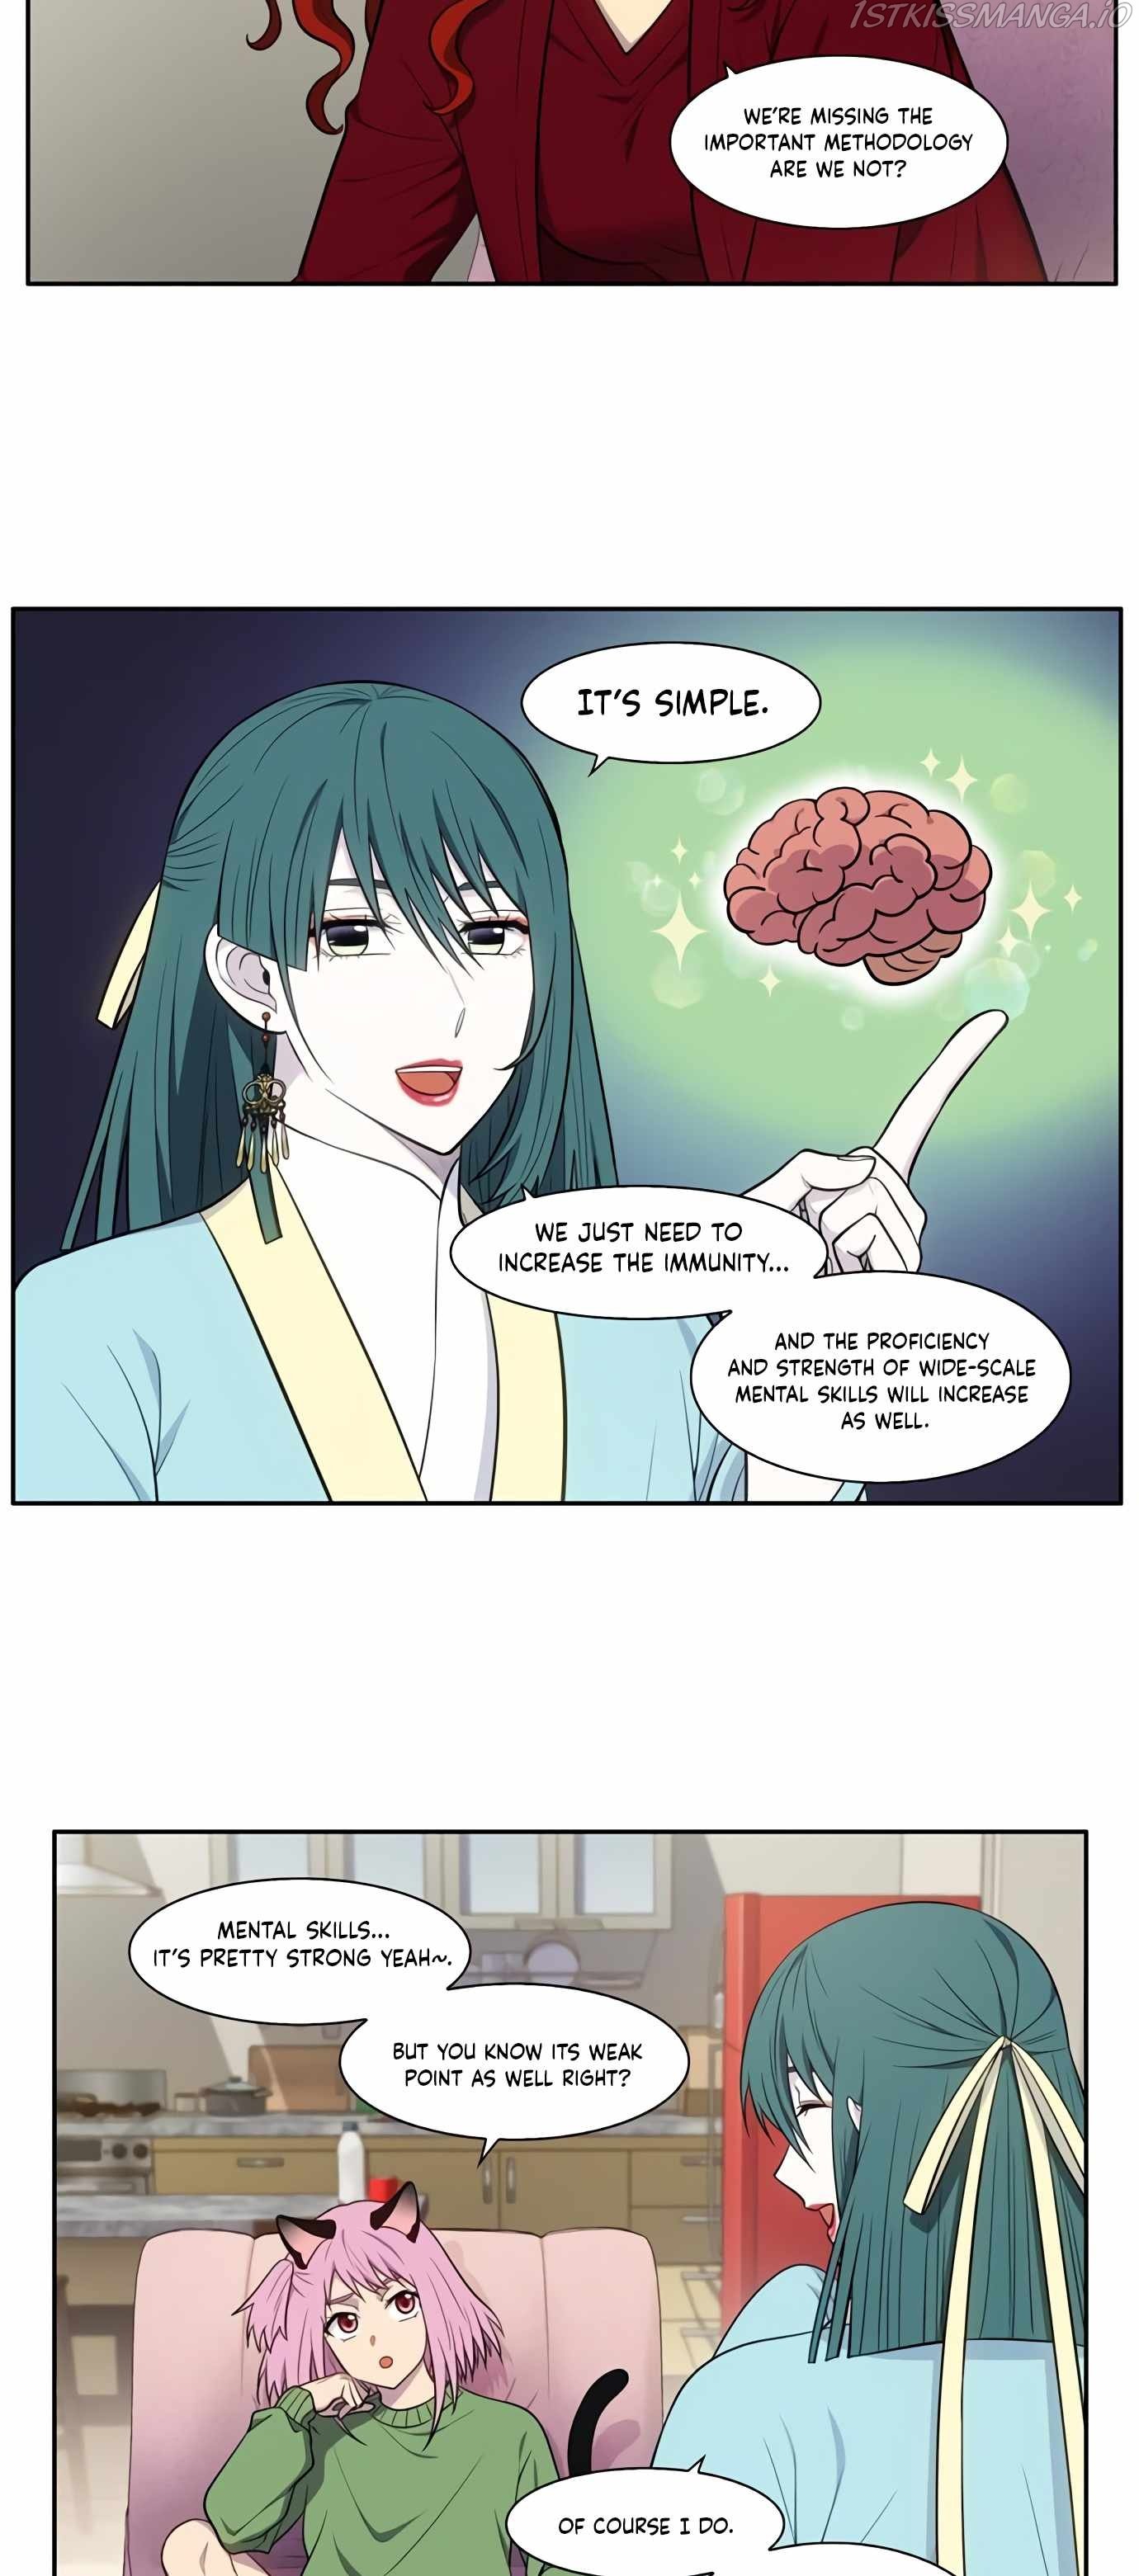 1STKISSMANGA.IO
WE'RE MISSING THE
IMPORTANT METHODOLOGY
ARE WE NOT?
IT'S SIMPLE.
WE JUST NEED TO
INCREASE THE IMMUNITY...
AND THE PROFICIENCY
AND STRENGTH OF WIDE-SCALE
MENTAL SKILLS WILL INCREASE
AS WELL.
MENTAL SKILLS...
IT'S PRETTY STRONG YEAH~.
BUT YOU KNOW ITS WEAK
POINT AS WELL RIGHT?
OF COURSE I DO.